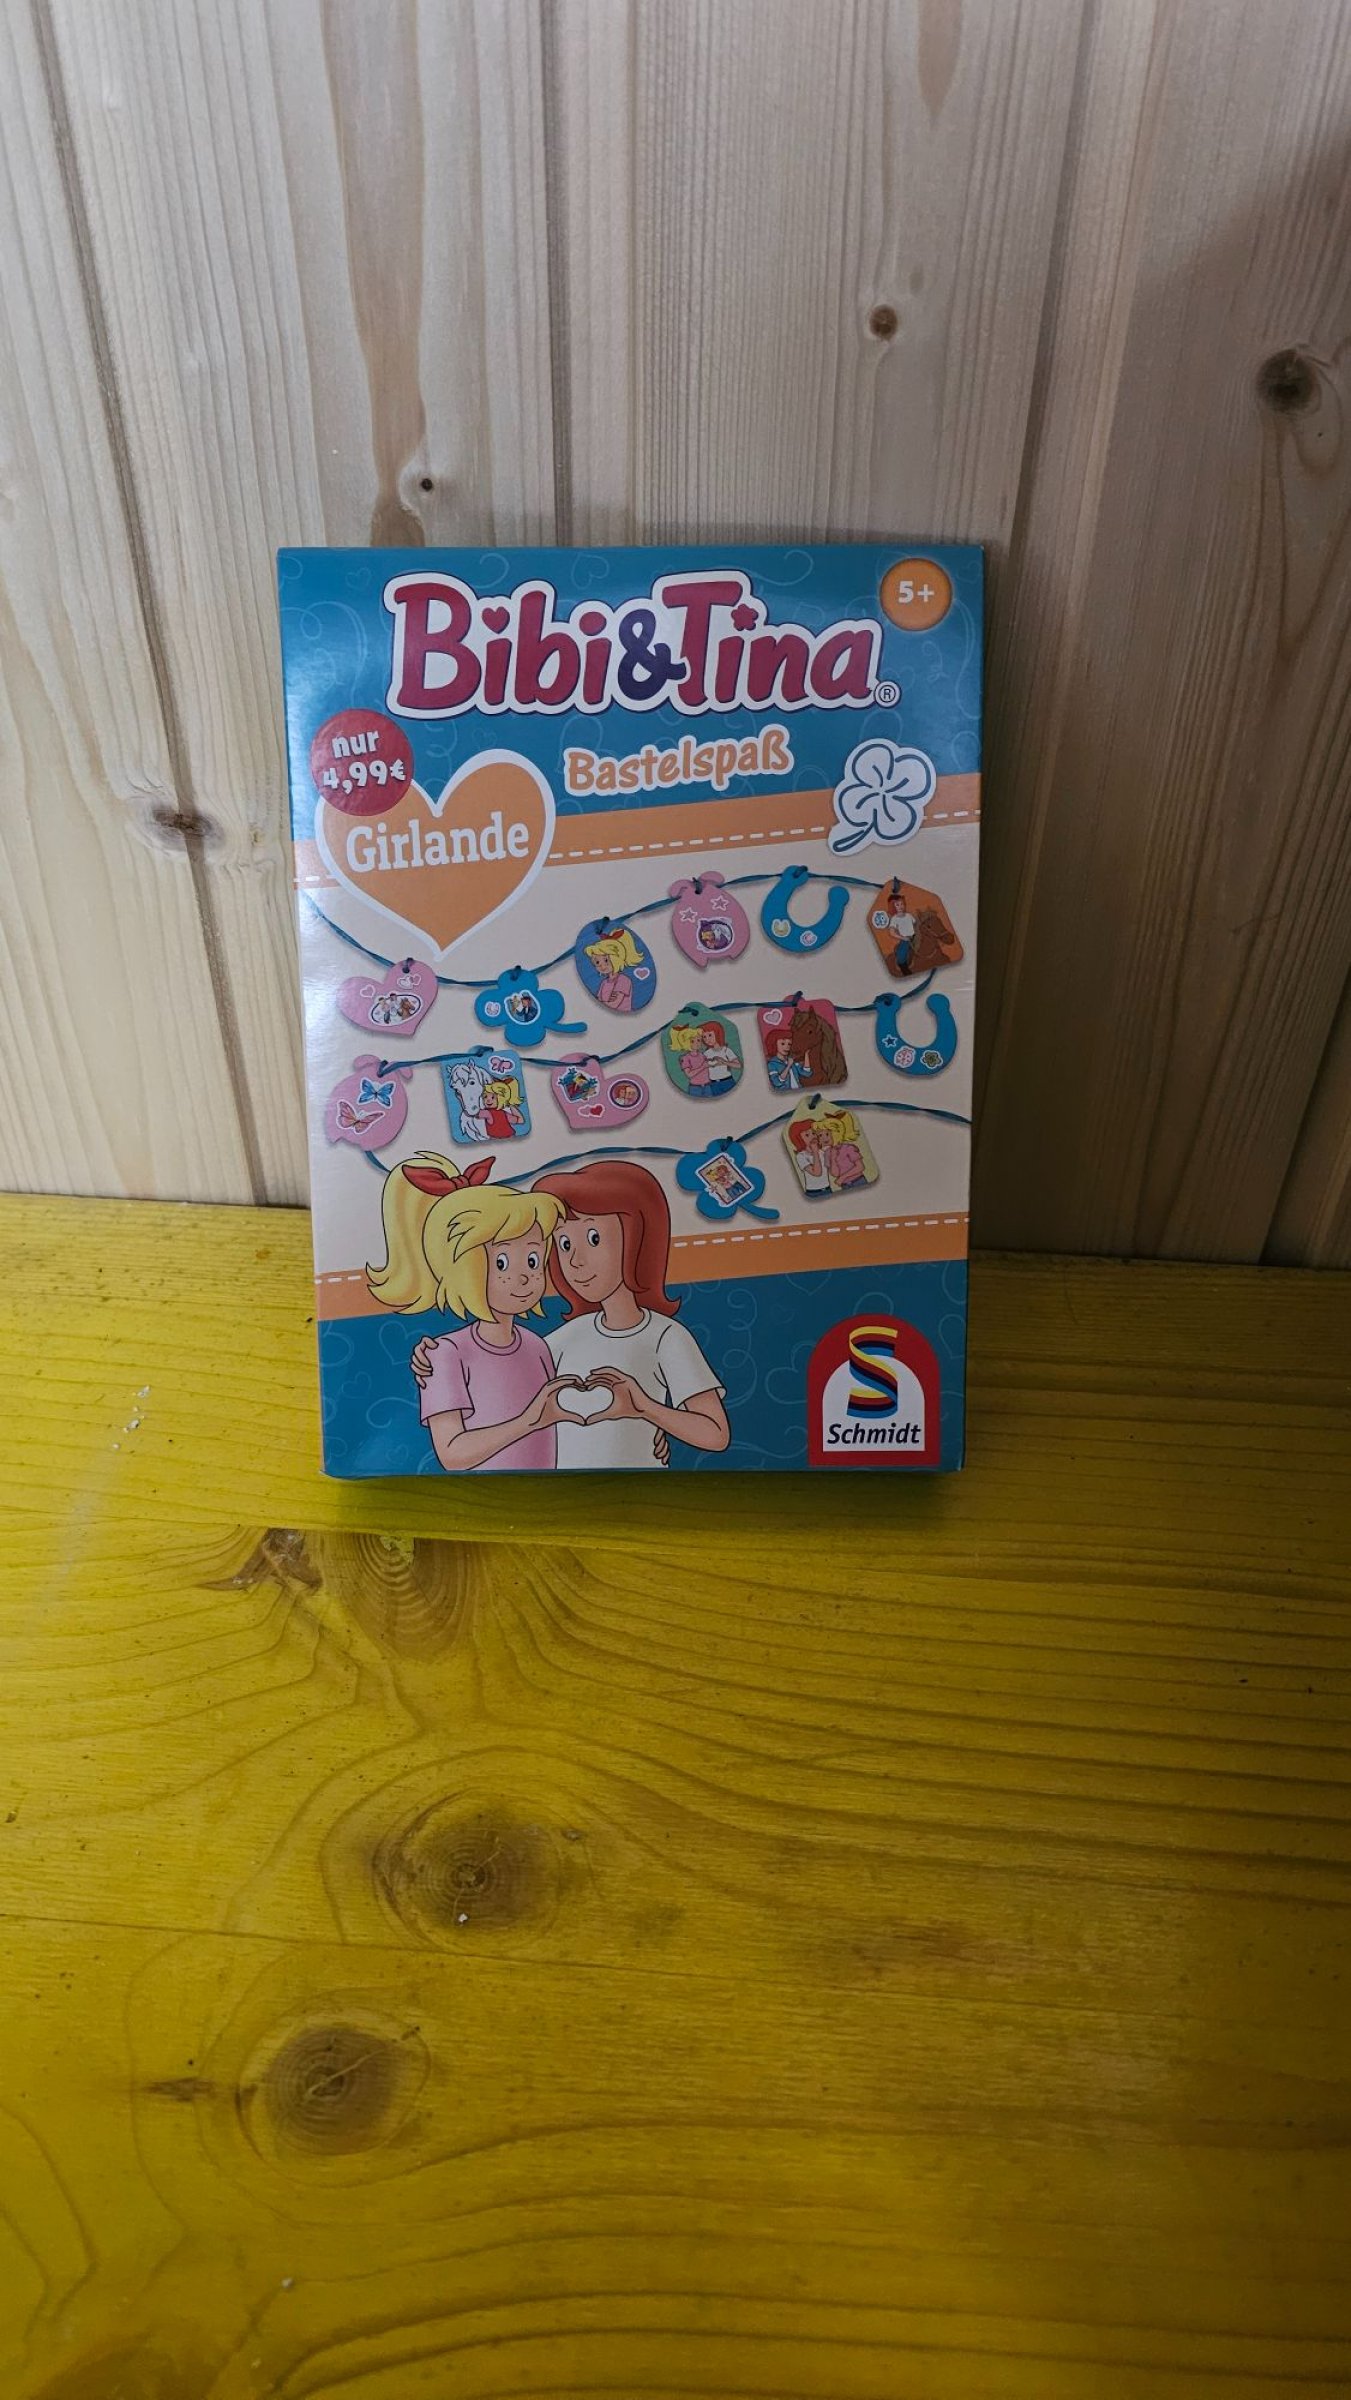 Bibi&Tina®
5+
nur
4,99€
Bastelspaß
Girlande
Schmidt